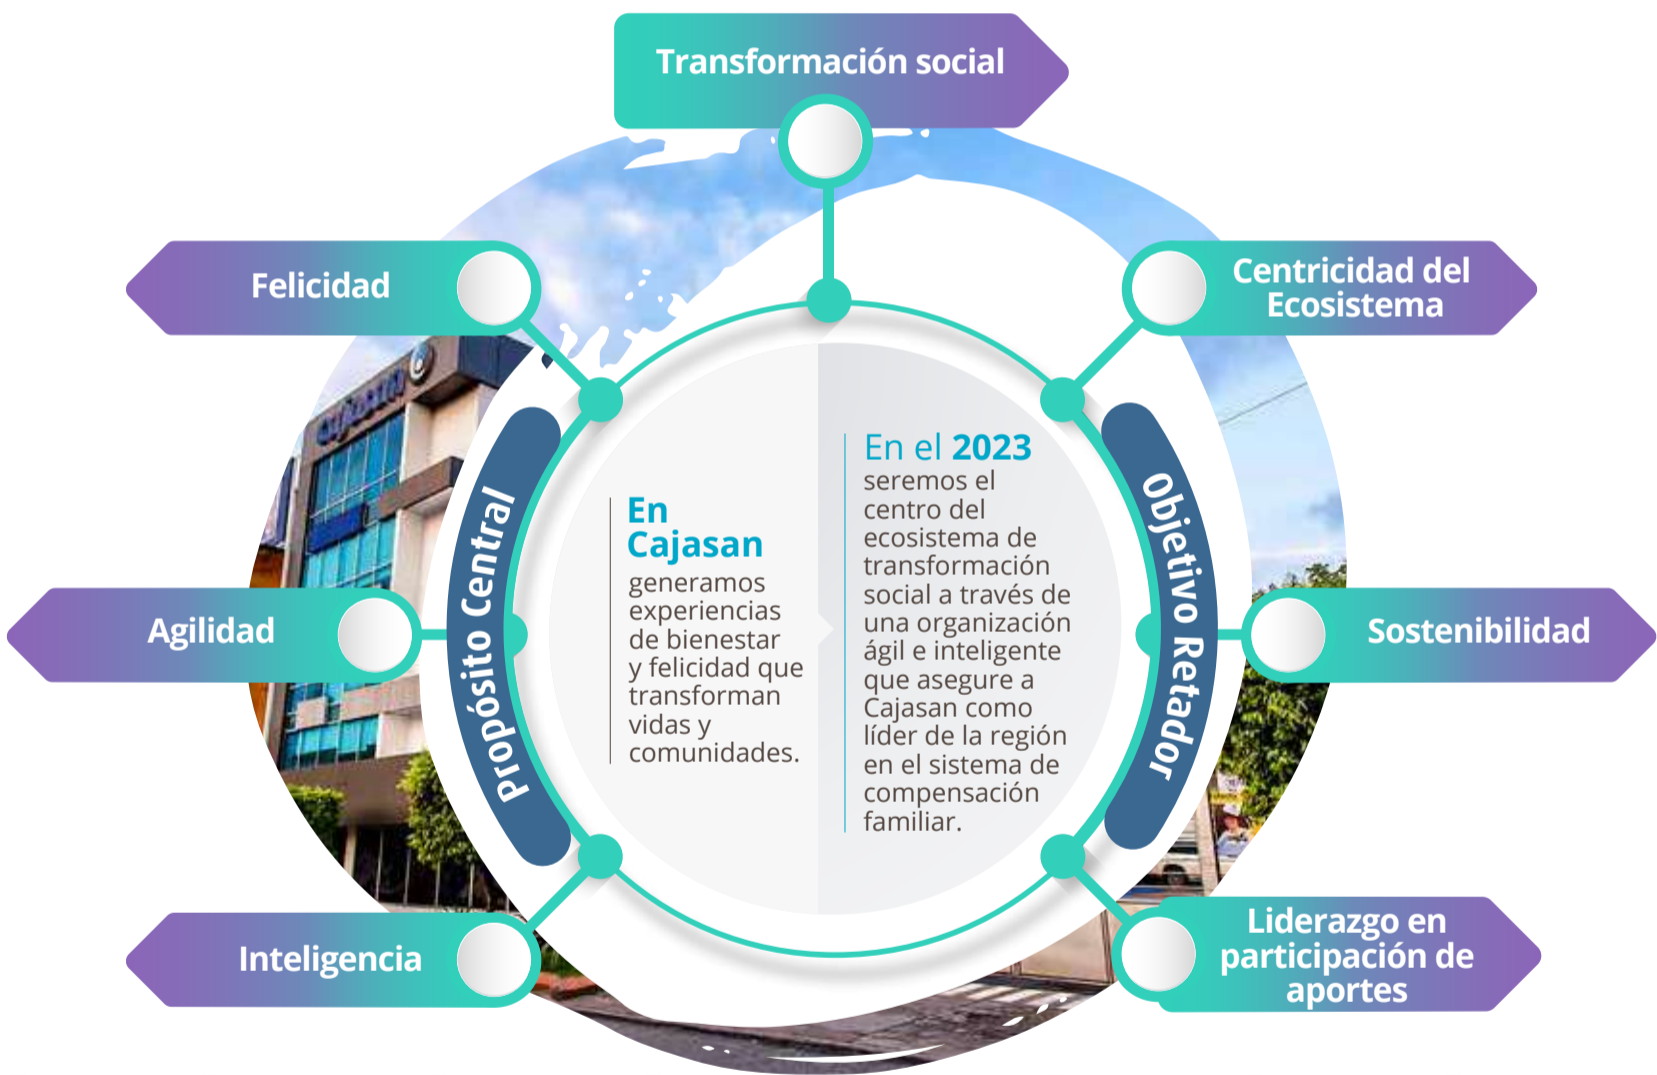 Transformación social
Felicidad
Centricidad del
Ecosistema
cajasan
Propósito Central
En
Cajasan
generamos
experiencias
de bienestar
y felicidad que
transforman
vidas y
comunidades.
En el 2023
seremos el
centro del
ecosistema de
transformación
social a través de
una organización
ágil e inteligente
que asegure a
Cajasan como
líder de la región
en el sistema de
compensación
familiar.
Objetivo Retador
Agilidad
Sostenibilidad
Inteligencia
Liderazgo en
participación de
aportes